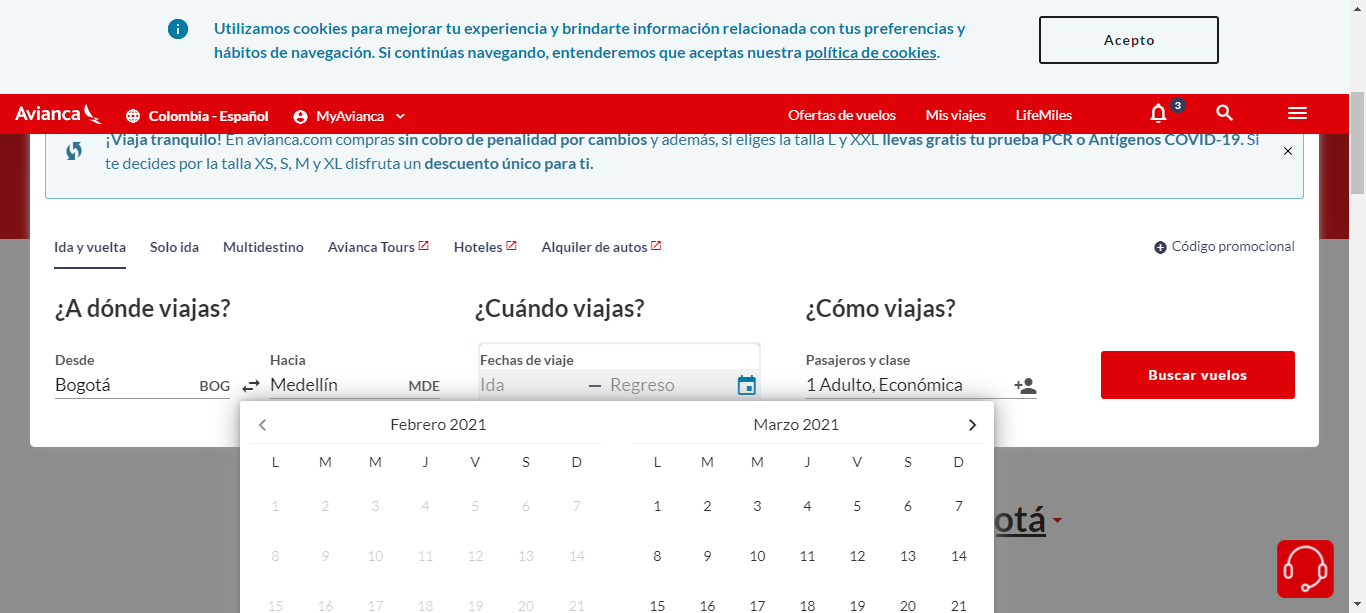 Utilizamos cookies para mejorar tu experiencia y brindarte información relacionada con tus preferencias y
hábitos de navegación. Si continúas navegando, entenderemos que aceptas nuestra política de cookies.
Acepto
Avianca
Colombia - Español
MyAvianca
Ofertas de vuelos
Mis viajes
LifeMiles
3
¡Viaja tranquilo! En avianca.com compras sin cobro de penalidad por cambios y además, si eliges la talla L y XXL llevas gratis tu prueba PCR o Antígenos COVID-19. Si
te decides por la talla XS, S, M y XL disfruta un descuento único para ti.
Ida y vuelta
Solo ida
Multidestino
Avianca Tours
Hoteles
Alquiler de autos
Código promocional
¿A dónde viajas?
¿Cuándo viajas?
¿Cómo viajas?
Desde
Hacia
Fechas de viaje
Pasajeros y clase
Bogotá BOG
Medellín MDE
Ida — Regreso
1 Adulto, Económica
Buscar vuelos
Febrero 2021
L M M J V S D
1 2 3 4 5 6 7
8 9 10 11 12 13 14
15 16 17 18 19 20 21
Marzo 2021
L M M J V S D
1 2 3 4 5 6 7
8 9 10 11 12 13 14
15 16 17 18 19 20 21
otá